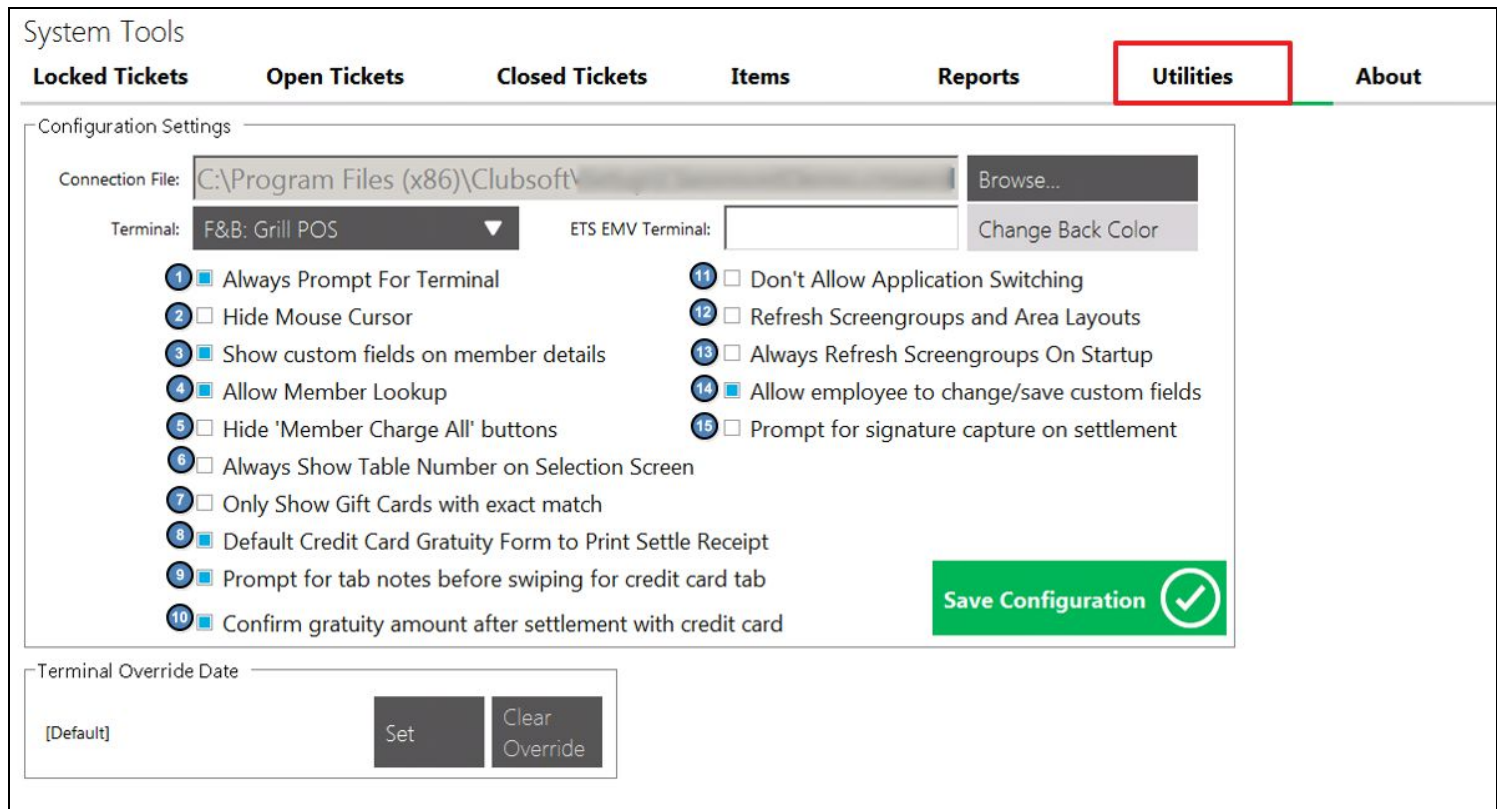 System Tools
Locked Tickets Open Tickets Closed Tickets Items Reports Utilities About
Configuration Settings
Connection File: C:\Program Files (x86)\Clubsoft\ Browse...
Terminal: F&B: Grill POS ETS EMV Terminal: Change Back Color
1 Always Prompt For Terminal 11 Don't Allow Application Switching
2 Hide Mouse Cursor 12 Refresh Screengroups and Area Layouts
3 Show custom fields on member details 13 Always Refresh Screengroups On Startup
4 Allow Member Lookup 14 Allow employee to change/save custom fields
5 Hide 'Member Charge All' buttons 15 Prompt for signature capture on settlement
6 Always Show Table Number on Selection Screen
7 Only Show Gift Cards with exact match
8 Default Credit Card Gratuity Form to Print Settle Receipt
9 Prompt for tab notes before swiping for credit card tab
10 Confirm gratuity amount after settlement with credit card
Save Configuration
Terminal Override Date
[Default] Set Clear
Override